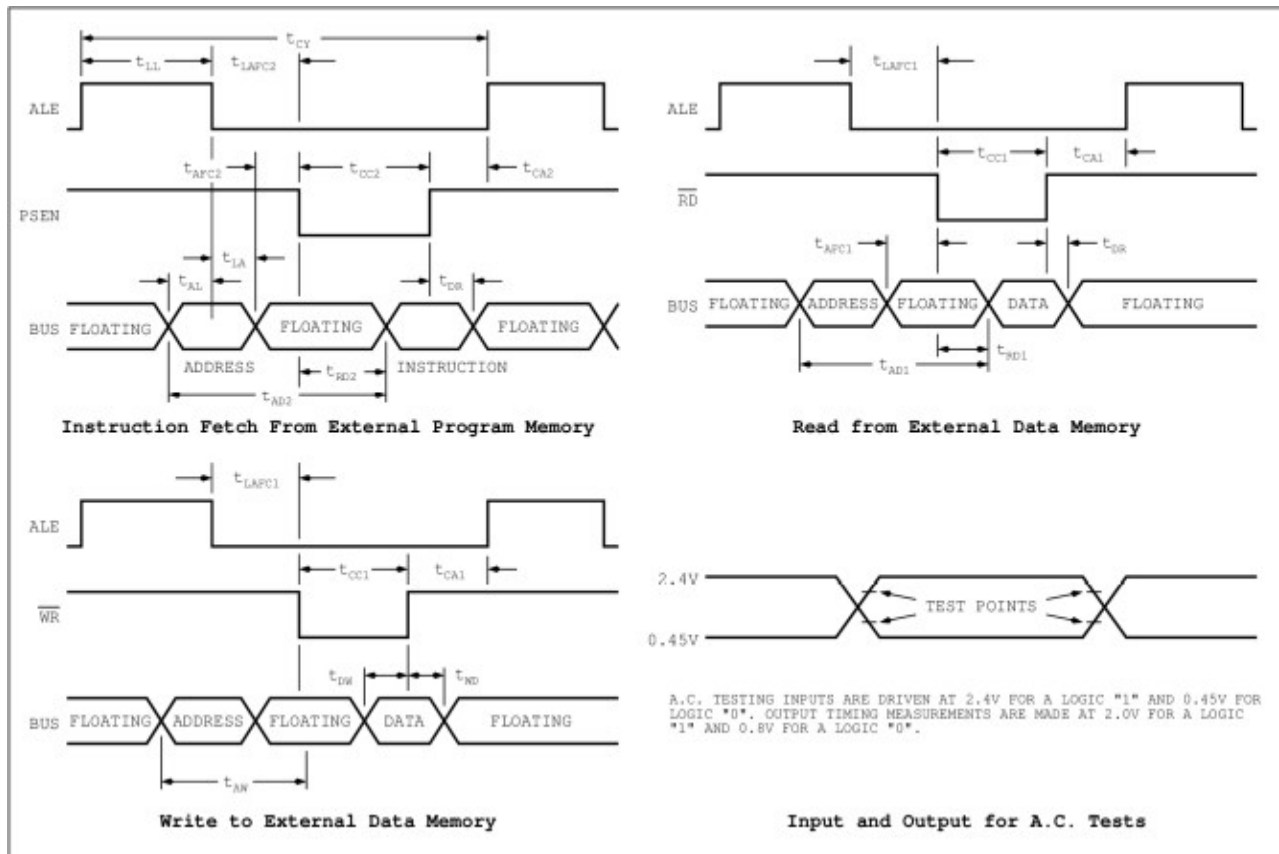 tCY
tLL
tLAFC2
ALE
tAFC2
tCC2
tCA2
PSEN
tLA
tAL
tDR
BUS FLOATING FLOATING FLOATING
ADDRESS tRD2 INSTRUCTION
tAD2
Instruction Fetch From External Program Memory
tLAFC1
ALE
tCC1 tCA1
RD
tAFC1
tDR
BUS FLOATING ADDRESS FLOATING DATA FLOATING
tRD1
tAD1
Read from External Data Memory
tLAFC1
ALE
tCC1 tCA1
WR
tDW tWD
BUS FLOATING ADDRESS FLOATING DATA FLOATING
tAW
Write to External Data Memory
2.4V
TEST POINTS
0.45V
A.C. TESTING INPUTS ARE DRIVEN AT 2.4V FOR A LOGIC "1" AND 0.45V FOR
LOGIC "0". OUTPUT TIMING MEASUREMENTS ARE MADE AT 2.0V FOR A LOGIC
"1" AND 0.8V FOR A LOGIC "0".
Input and Output for A.C. Tests